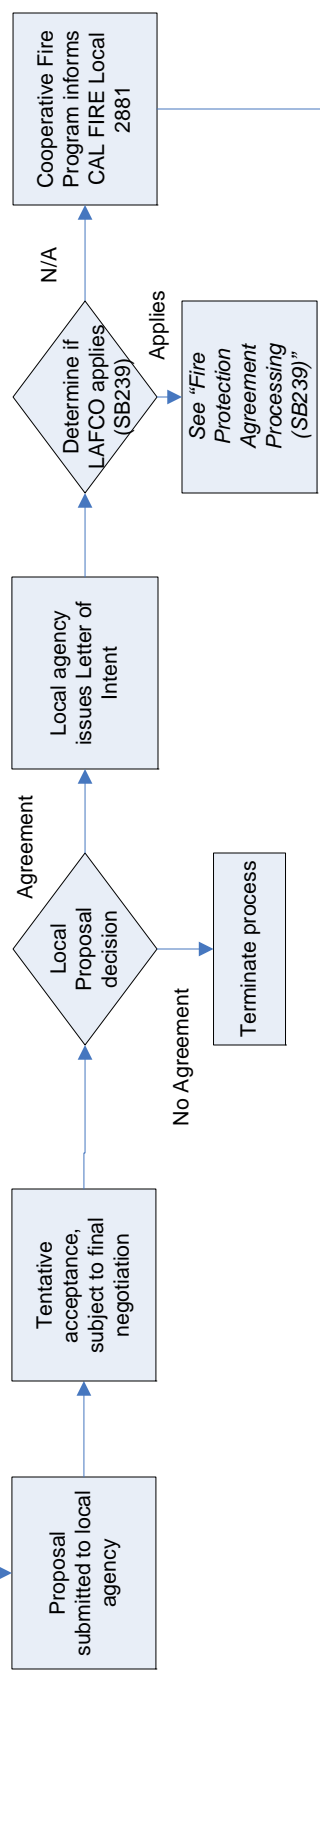 Proposal
submitted to local
agency
Tentative
acceptance,
subject to final
negotiation
Local
Proposal
decision
No Agreement
Terminate process
Agreement
Local agency
issues Letter of
Intent
Determine if
LAFCO applies
(SB239)
Applies
See “Fire
Protection
Agreement
Processing
(SB239)”
N/A
Cooperative Fire
Program informs
CAL FIRE Local
2881